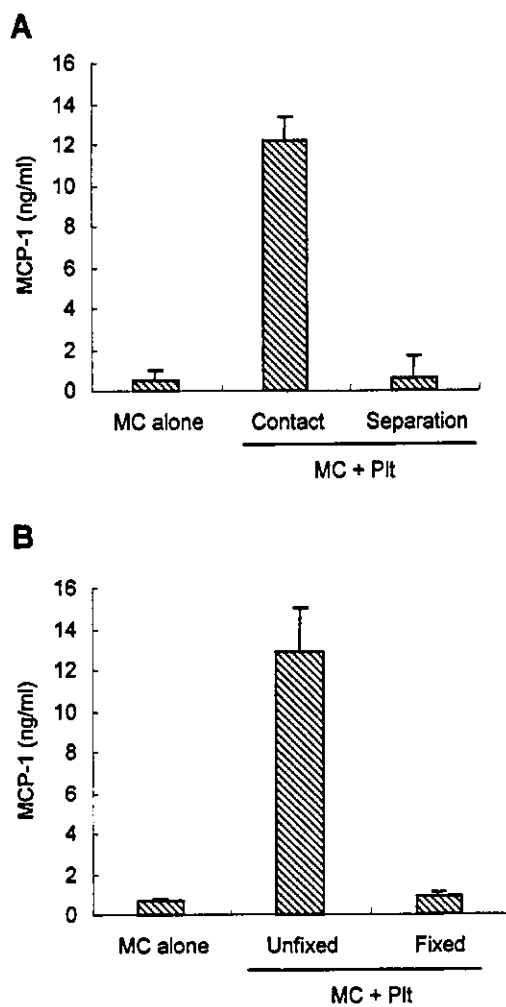 A
MCP-1 (ng/ml)
16
14
12
10
8
6
4
2
0
MC alone Contact Separation
MC + Plt
B
MCP-1 (ng/ml)
16
14
12
10
8
6
4
2
0
MC alone Unfixed Fixed
MC + Plt